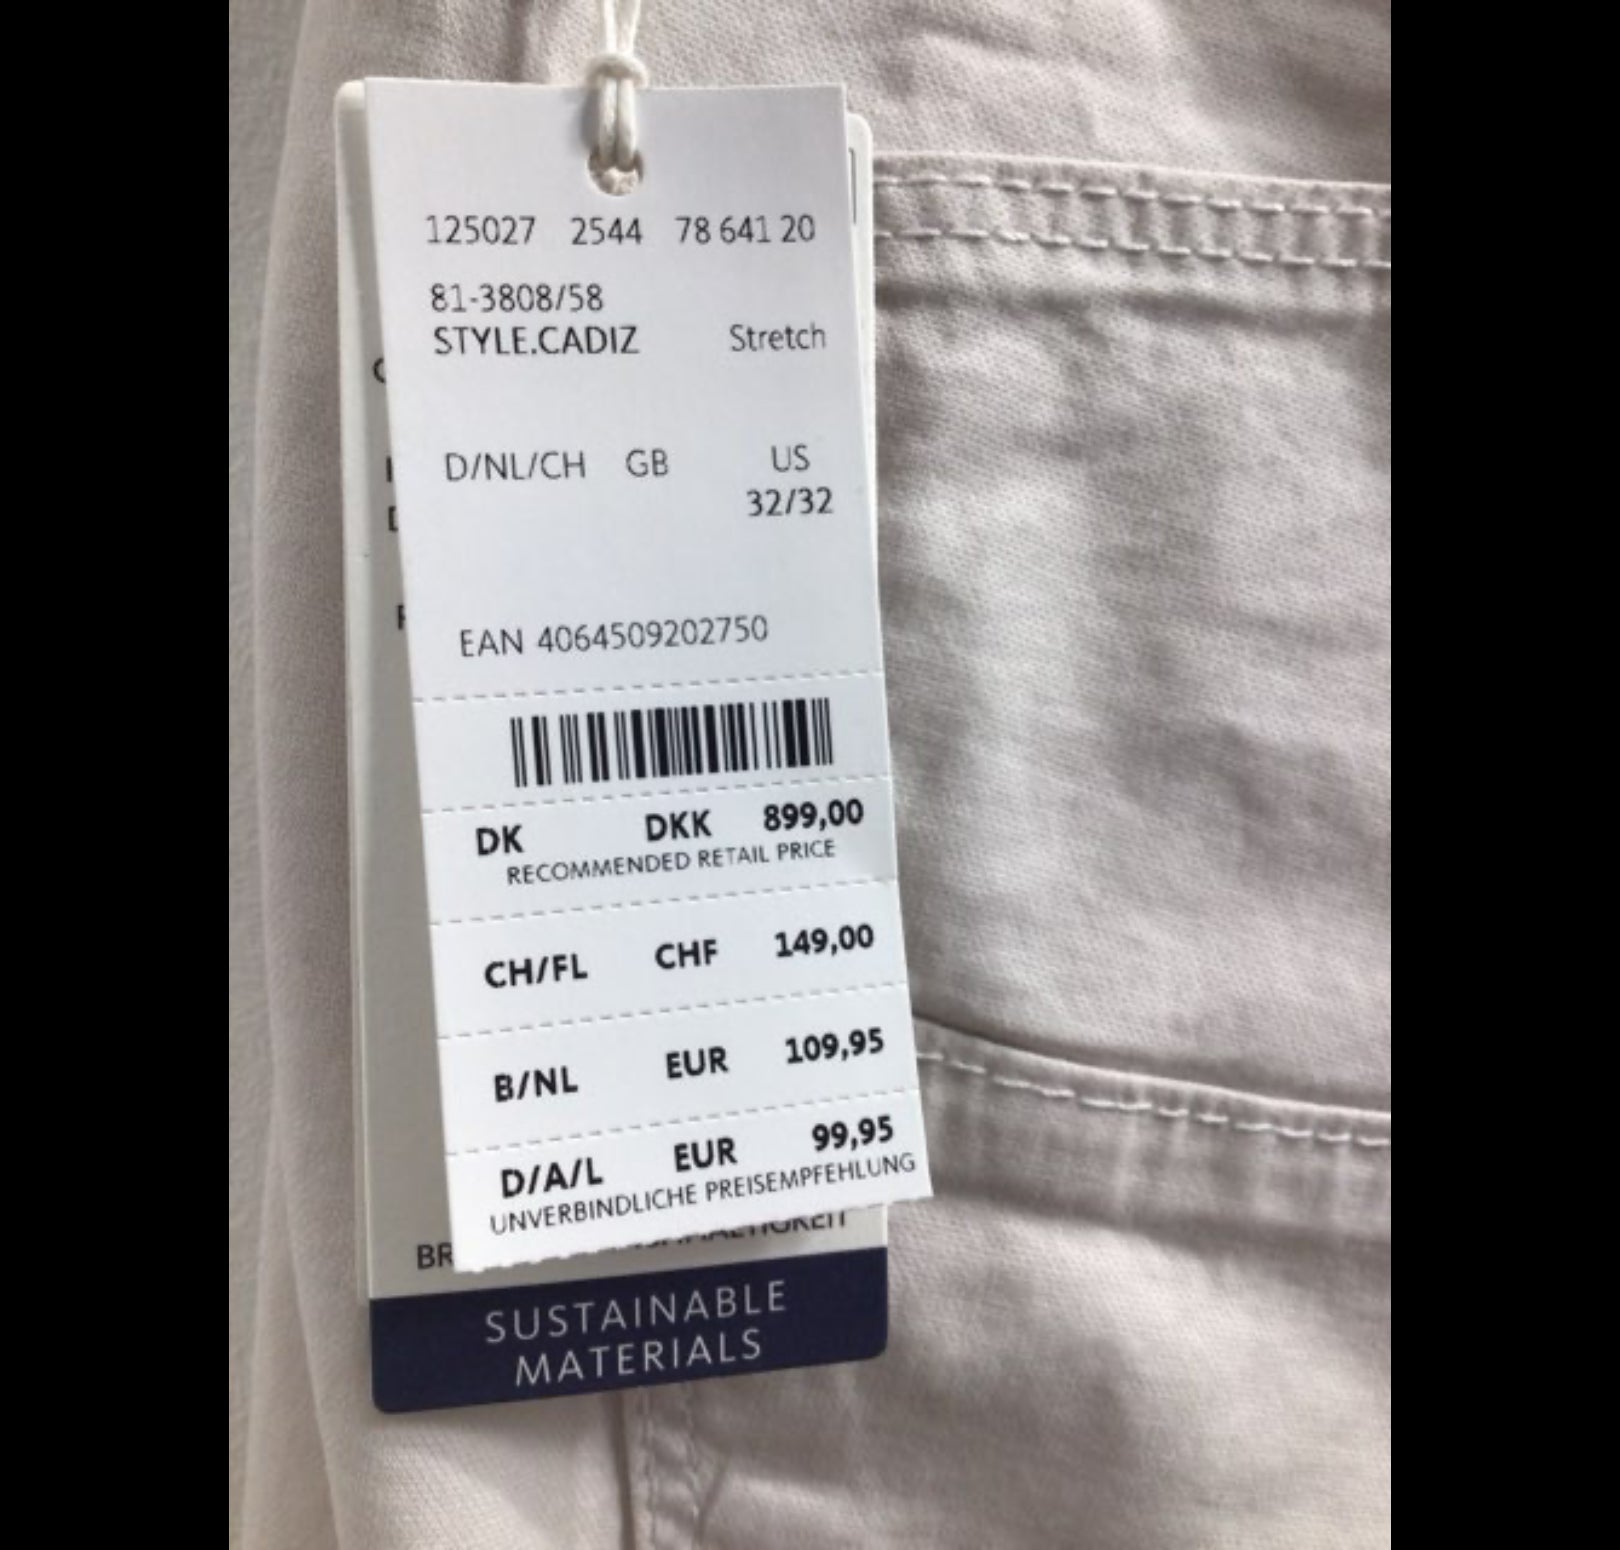 125027 2544 78 641 20
81-3808/58
STYLE.CADIZ Stretch
D/NL/CH GB US
32/32
EAN 4064509202750
DK DKK 899,00
RECOMMENDED RETAIL PRICE
CH/FL CHF 149,00
B/NL EUR 109,95
D/A/L EUR 99,95
UNVERBINDLICHE PREISEMPFEHLUNG
SUSTAINABLE
MATERIALS